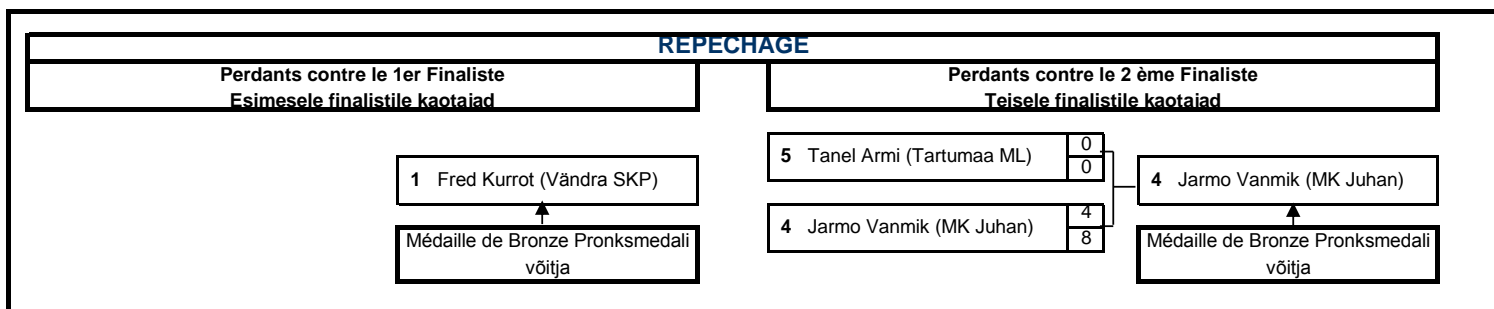 REPECHAGE
Perdants contre le 1er Finaliste
Esimesele finalistile kaotajad
Perdants contre le 2 ème Finaliste
Teisele finalistile kaotajad
1 Fred Kurrot (Vändra SKP)
Médaille de Bronze Pronksmedali
võitja
5 Tanel Armi (Tartumaa ML) 0
0
4 Jarmo Vanmik (MK Juhan) 4
8
4 Jarmo Vanmik (MK Juhan)
Médaille de Bronze Pronksmedali
võitja